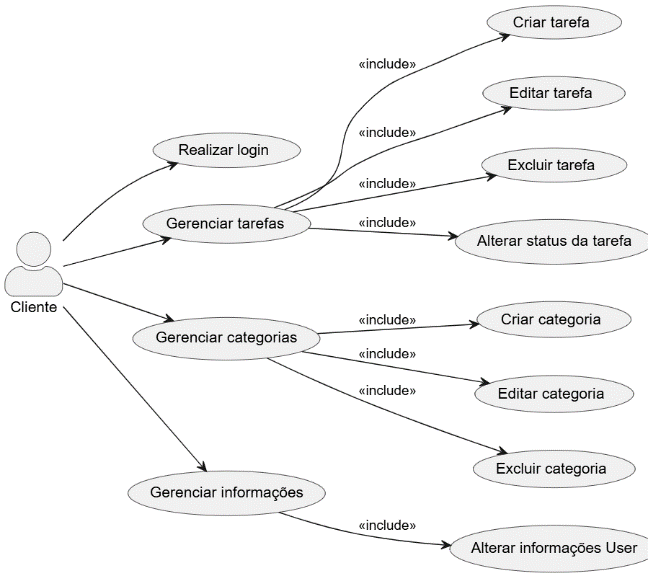 Criar tarefa
«include»
Editar tarefa
«include»
Realizar login
Excluir tarefa
«include»
Gerenciar tarefas
«include»
Alterar status da tarefa
Cliente
Criar categoria
«include»
Gerenciar categorias
«include»
Editar categoria
«include»
Excluir categoria
Gerenciar informações
«include»
Alterar informações User